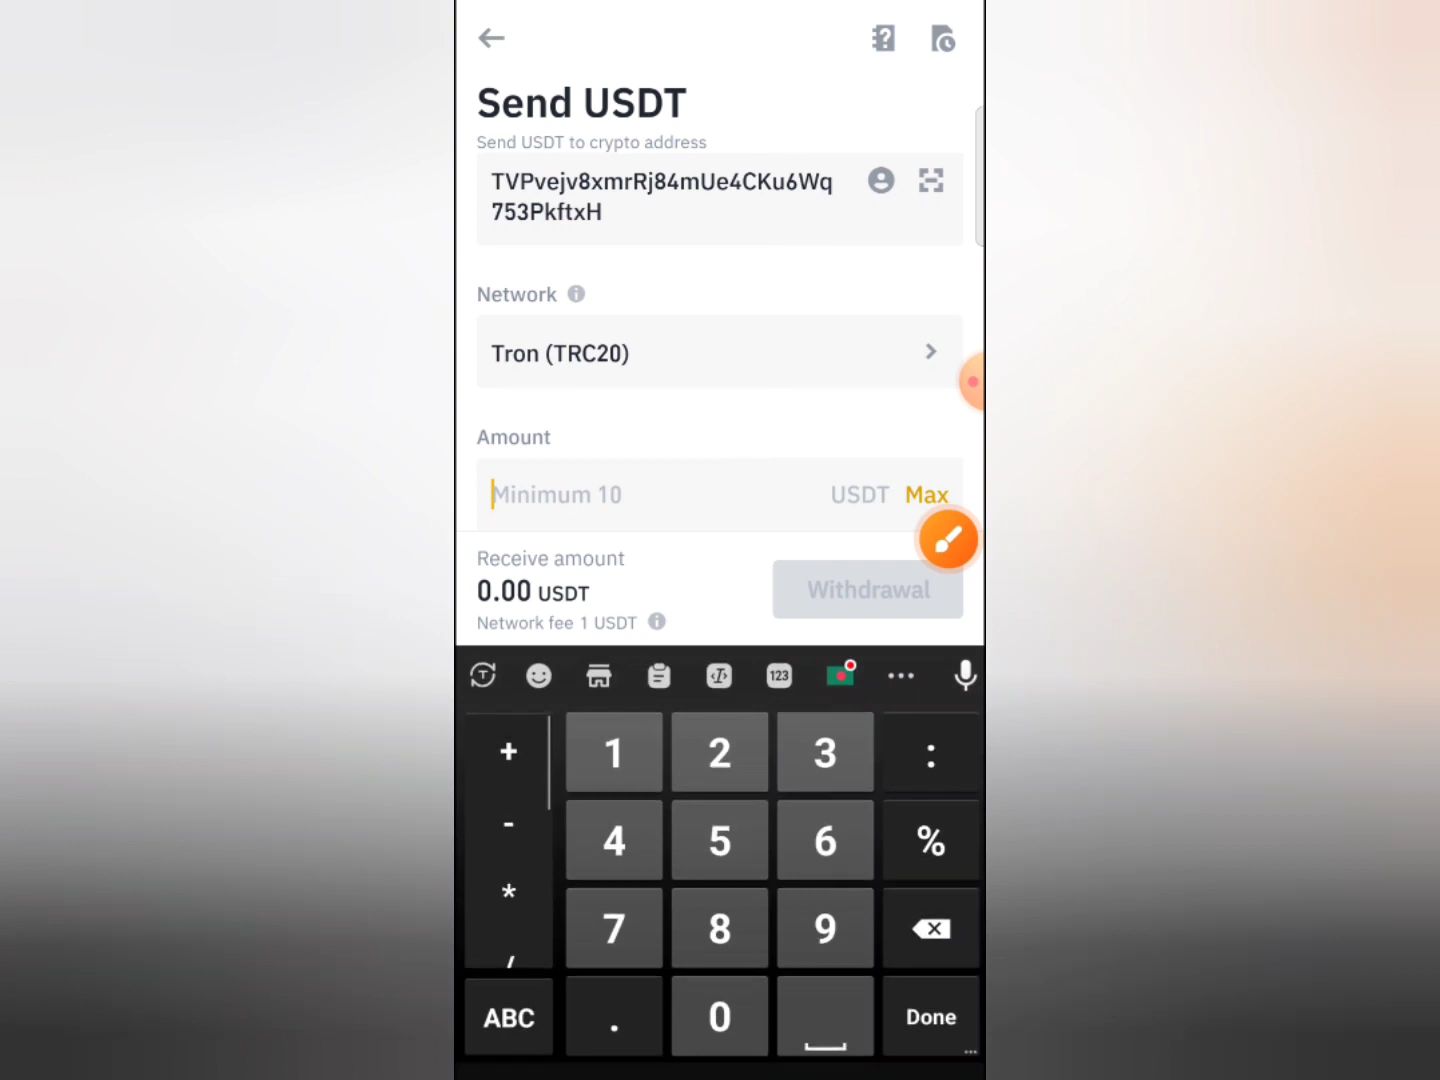 Send USDT
Send USDT to crypto address
TVPvejv8xmrRj84mUe4CKu6Wq
753PkftxH
Network
Tron (TRC20)
Amount
Minimum 10 USDT Max
Receive amount
0.00 USDT
Withdrawal
Network fee 1 USDT
123
+ 1 2 3 :
- 4 5 6 %
* 7 8 9
/
ABC . 0 Done